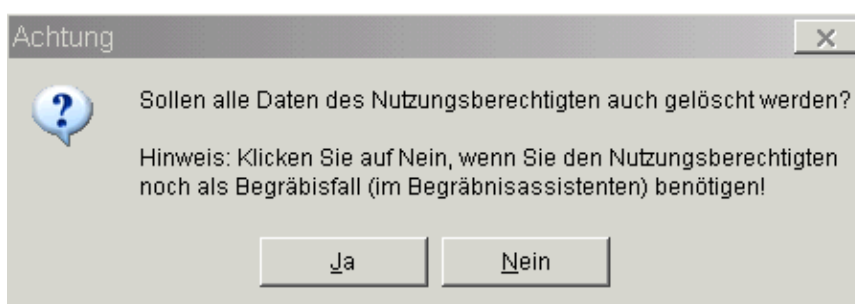 Achtung
Sollen alle Daten des Nutzungsberechtigten auch gelöscht werden?
Hinweis: Klicken Sie auf Nein, wenn Sie den Nutzungsberechtigten
noch als Begräbisfall (im Begräbnisassistenten) benötigen!
Ja
Nein